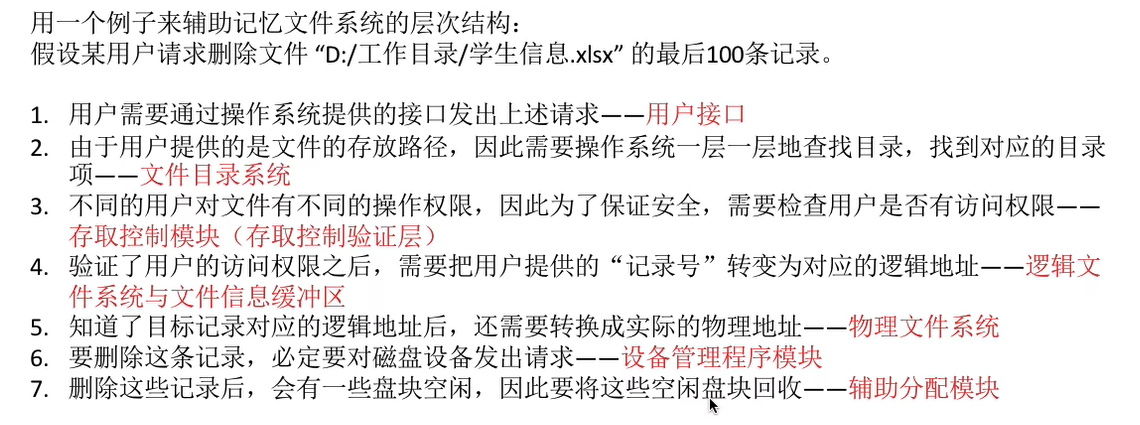 用一个例子来辅助记忆文件系统的层次结构：
假设某用户请求删除文件 “D:/工作目录/学生信息.xlsx” 的最后100条记录。
1. 用户需要通过操作系统提供的接口发出上述请求——用户接口
2. 由于用户提供的是文件的存放路径，因此需要操作系统一层一层地查找目录，找到对应的目录
项——文件目录系统
3. 不同的用户对文件有不同的操作权限，因此为了保证安全，需要检查用户是否有访问权限——
存取控制模块（存取控制验证层）
4. 验证了用户的访问权限之后，需要把用户提供的“记录号”转变为对应的逻辑地址——逻辑文
件系统与文件信息缓冲区
5. 知道了目标记录对应的逻辑地址后，还需要转换成实际的物理地址——物理文件系统
6. 要删除这条记录，必定要对磁盘设备发出请求——设备管理程序模块
7. 删除这些记录后，会有一些盘块空闲，因此要将这些空闲盘块回收——辅助分配模块